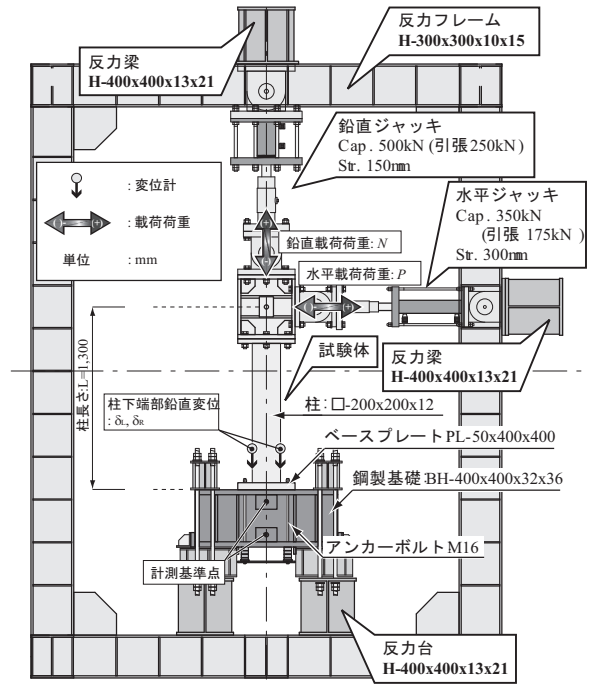 反力梁
H-400x400x13x21
反力フレーム
H-300x300x10x15
鉛直ジャッキ
Cap. 500kN (引張250kN)
Str. 150mm
水平ジャッキ
Cap. 350kN
(引張 175kN )
Str. 300mm
: 変位計
: 載荷荷重
単位 : mm
鉛直載荷荷重: N
水平載荷荷重: P
反力梁
H-400x400x13x21
試験体
柱長さ:L=1,300
柱下端部鉛直変位
: δL, δR
柱:□-200x200x12
ベースプレートPL-50x400x400
鋼製基礎:BH-400x400x32x36
アンカーボルトM16
計測基準点
反力台
H-400x400x13x21